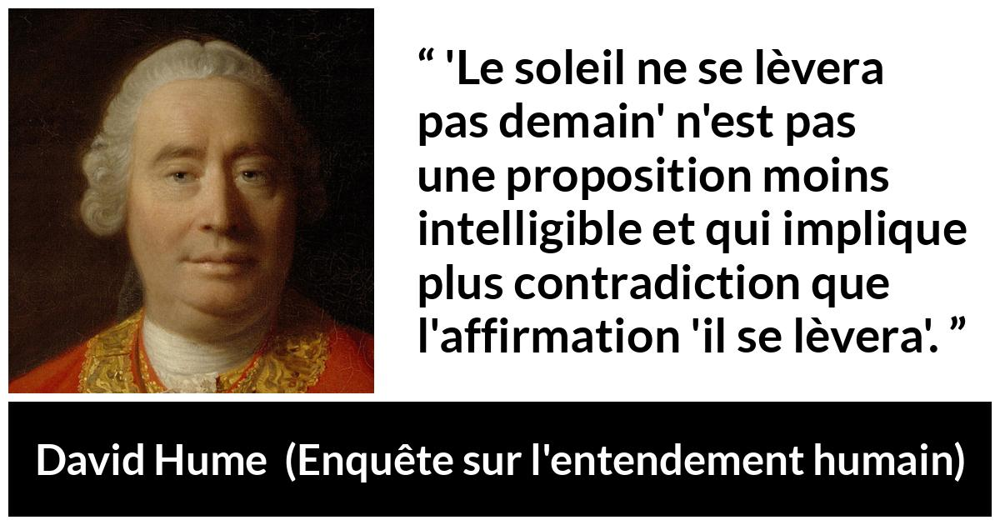 “ 'Le soleil ne se lèvera
pas demain' n'est pas
une proposition moins
intelligible et qui implique
plus contradiction que
l'affirmation 'il se lèvera'. ”
David Hume (Enquête sur l'entendement humain)